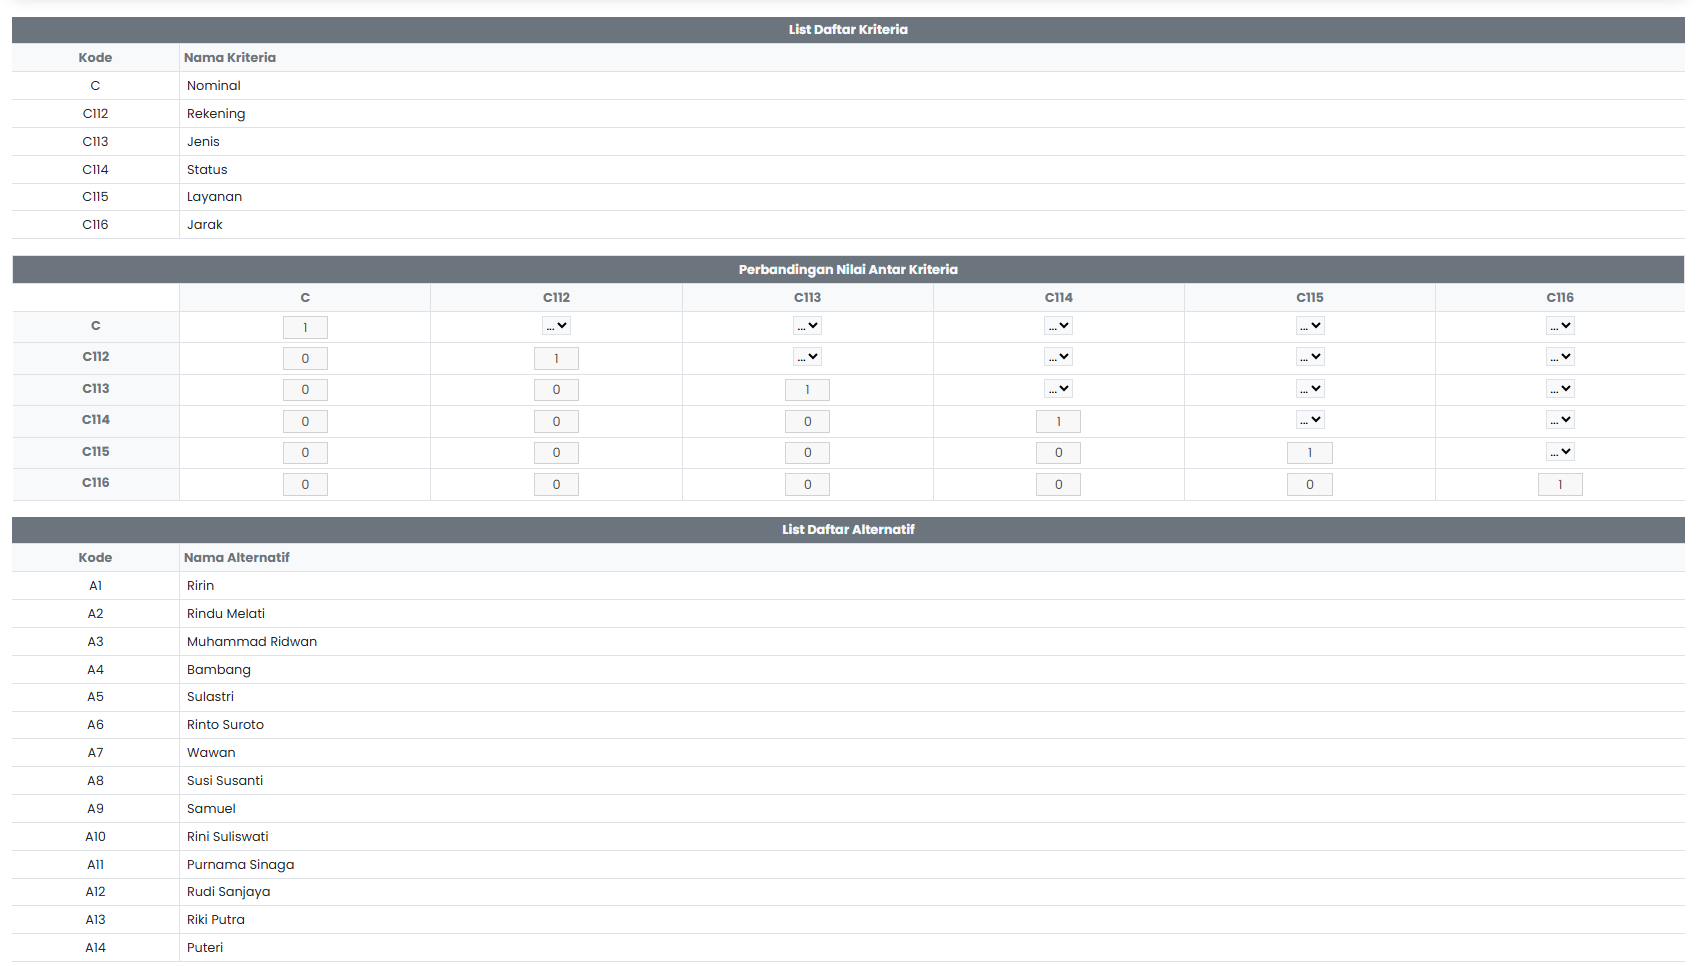 List Daftar Kriteria
Kode Nama Kriteria
C Nominal
C112 Rekening
C113 Jenis
C114 Status
C115 Layanan
C116 Jarak
Perbandingan Nilai Antar Kriteria
C C112 C113 C114 C115 C116
C 1 ... ... ... ... ...
C112 0 1 ... ... ... ...
C113 0 0 1 ... ... ...
C114 0 0 0 1 ... ...
C115 0 0 0 0 1 ...
C116 0 0 0 0 0 1
List Daftar Alternatif
Kode Nama Alternatif
A1 Ririn
A2 Rindu Melati
A3 Muhammad Ridwan
A4 Bambang
A5 Sulastri
A6 Rinto Suroto
A7 Wawan
A8 Susi Susanti
A9 Samuel
A10 Rini Suliswati
A11 Purnama Sinaga
A12 Rudi Sanjaya
A13 Riki Putra
A14 Puteri